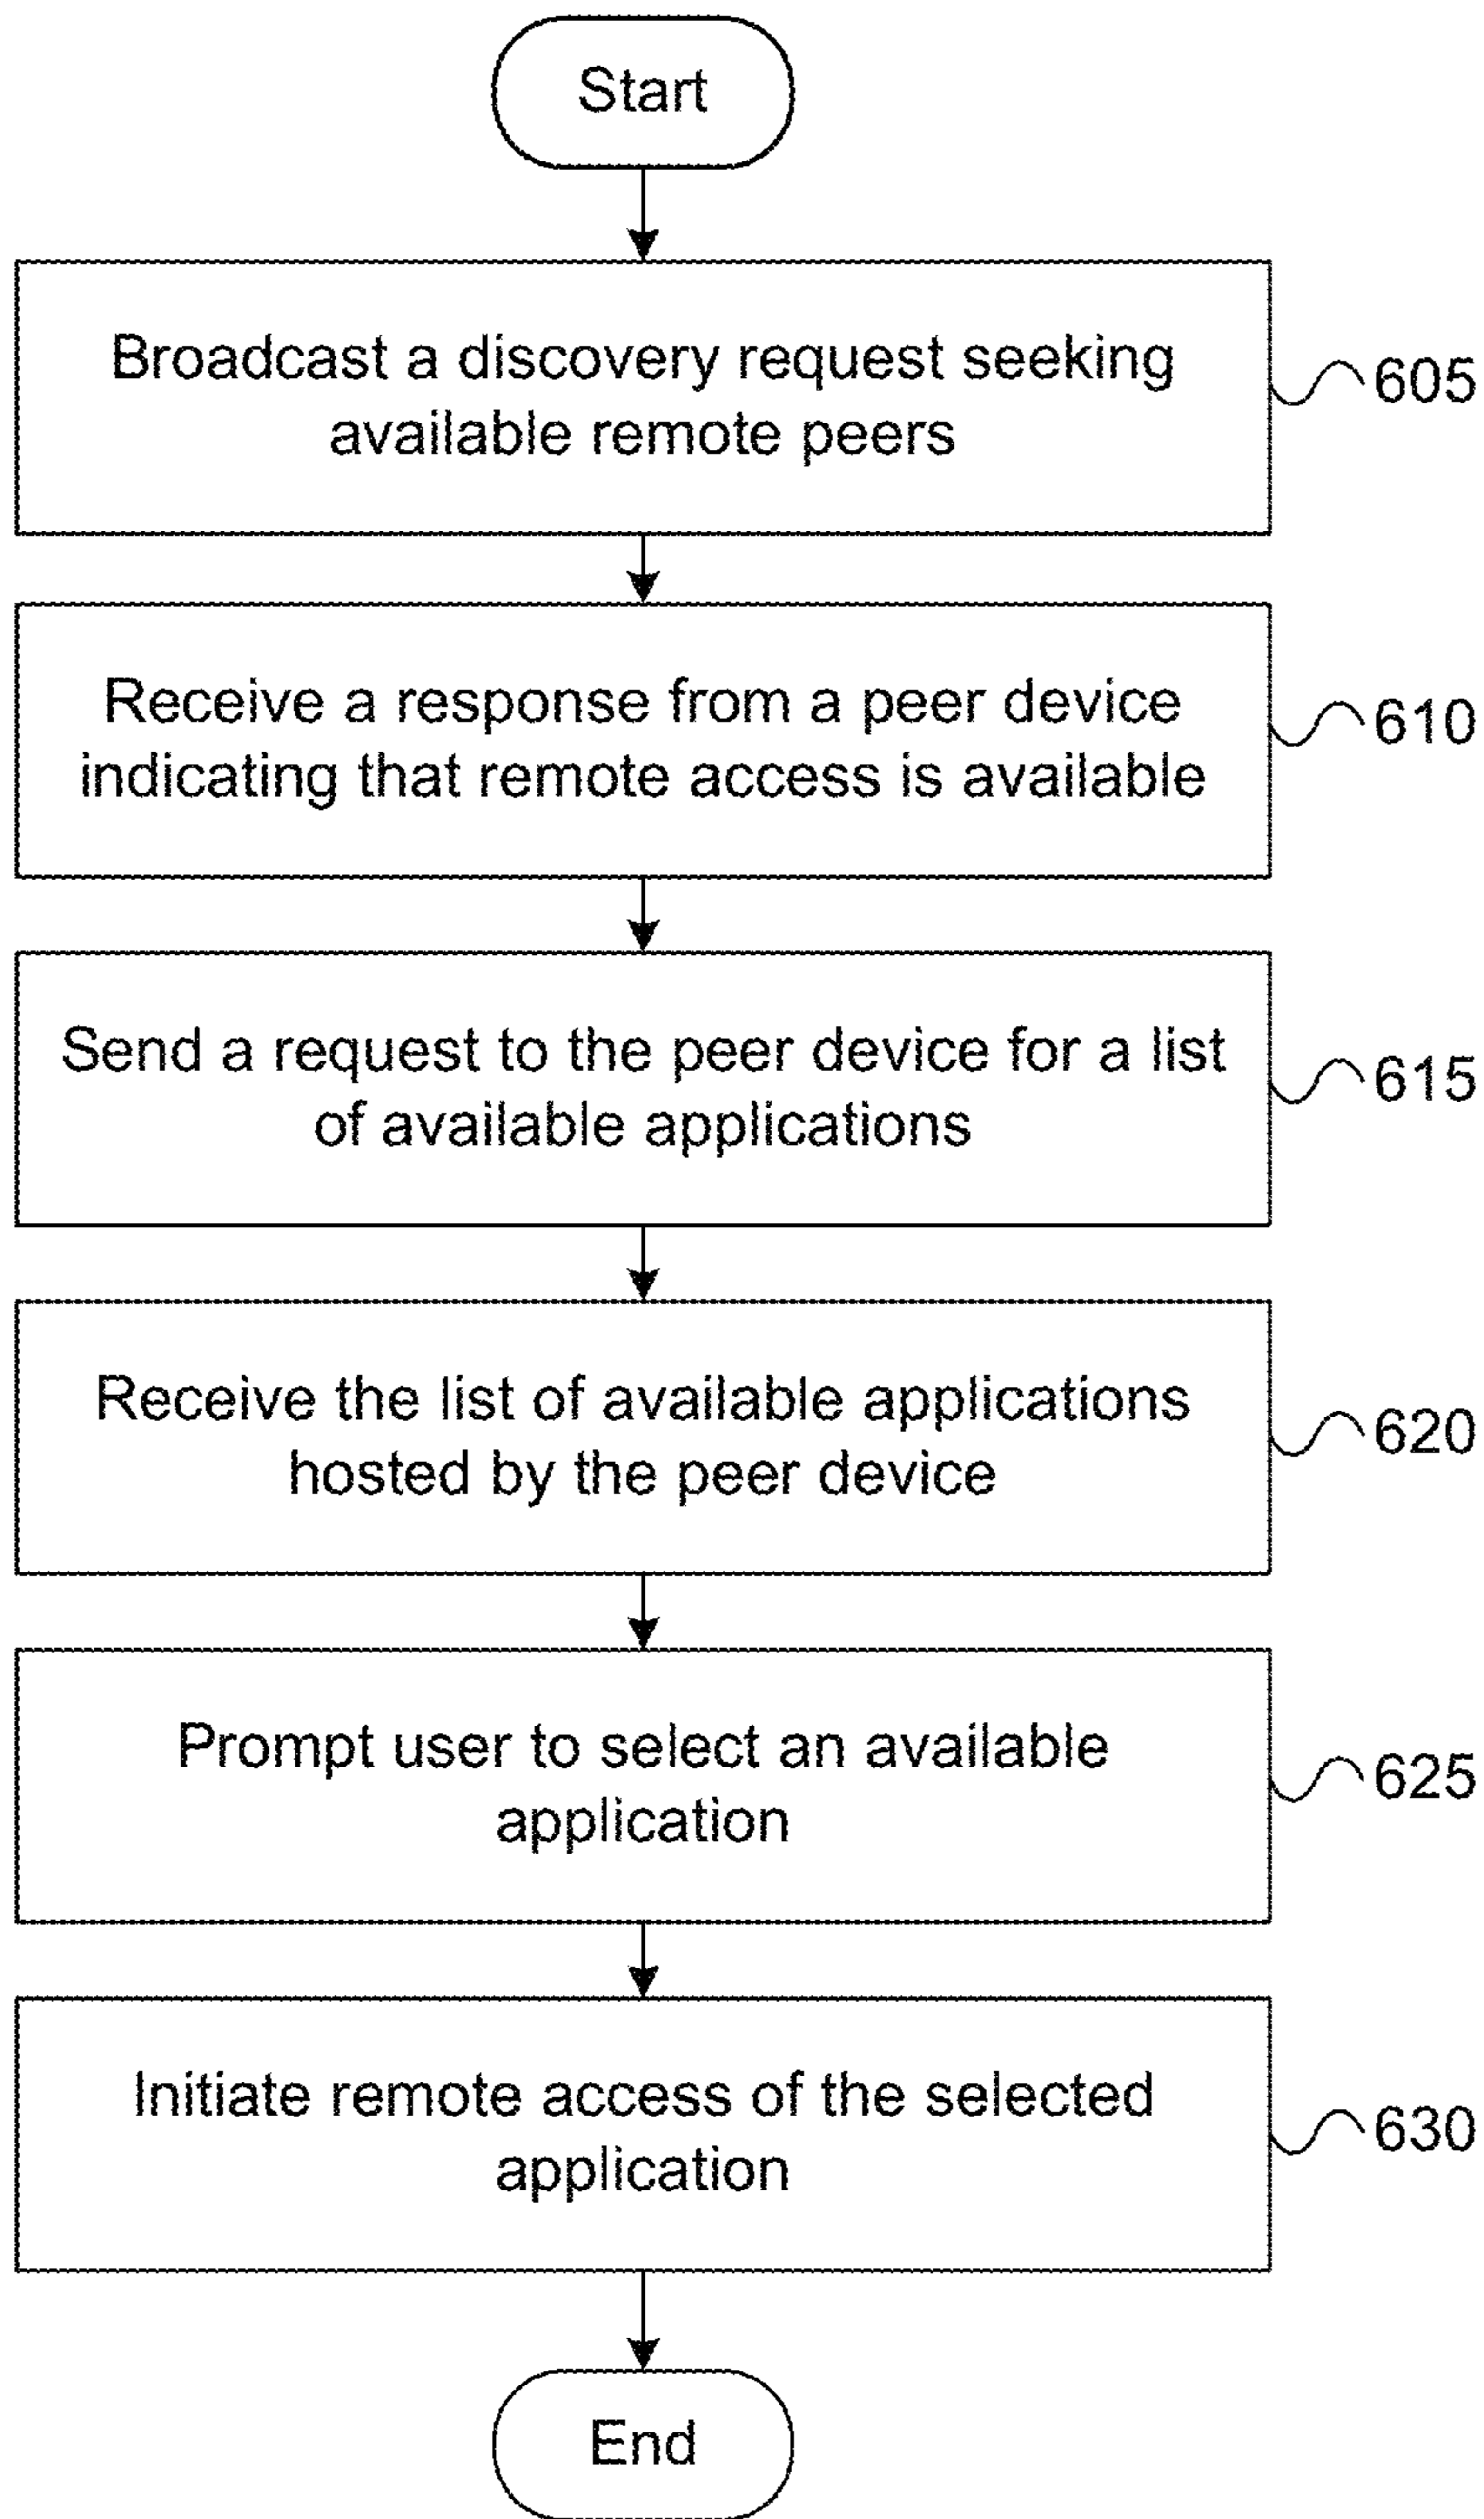 Start
Broadcast a discovery request seeking
available remote peers
605
Receive a response from a peer device
indicating that remote access is available
610
Send a request to the peer device for a list
of available applications
615
Receive the list of available applications
hosted by the peer device
620
Prompt user to select an available
application
625
Initiate remote access of the selected
application
630
End